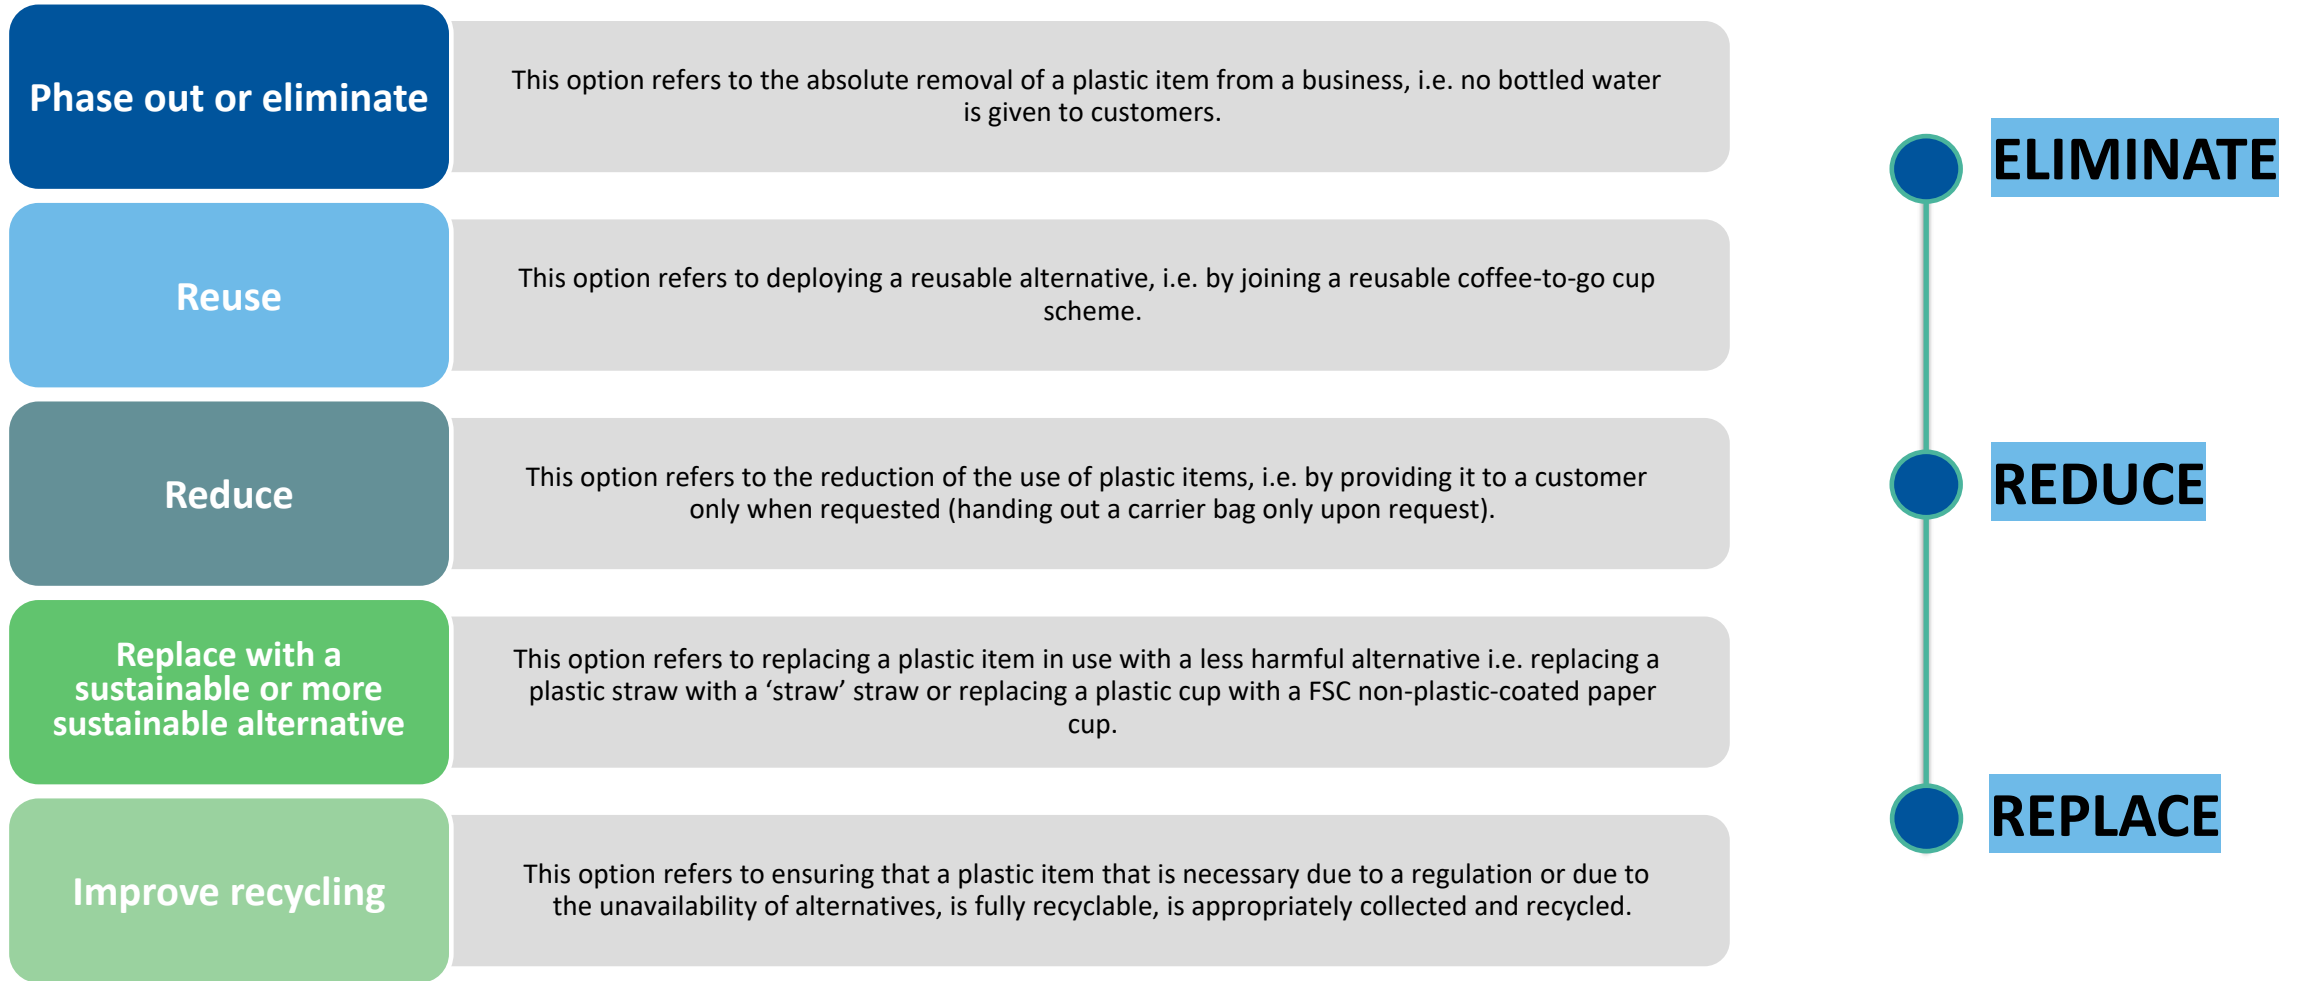 Phase out or eliminate
This option refers to the absolute removal of a plastic item from a business, i.e. no bottled water
is given to customers.
Reuse
This option refers to deploying a reusable alternative, i.e. by joining a reusable coffee-to-go cup
scheme.
Reduce
This option refers to the reduction of the use of plastic items, i.e. by providing it to a customer
only when requested (handing out a carrier bag only upon request).
Replace with a
sustainable or more
sustainable alternative
This option refers to replacing a plastic item in use with a less harmful alternative i.e. replacing a
plastic straw with a ‘straw’ straw or replacing a plastic cup with a FSC non-plastic-coated paper
cup.
Improve recycling
This option refers to ensuring that a plastic item that is necessary due to a regulation or due to
the unavailability of alternatives, is fully recyclable, is appropriately collected and recycled.
ELIMINATE
REDUCE
REPLACE